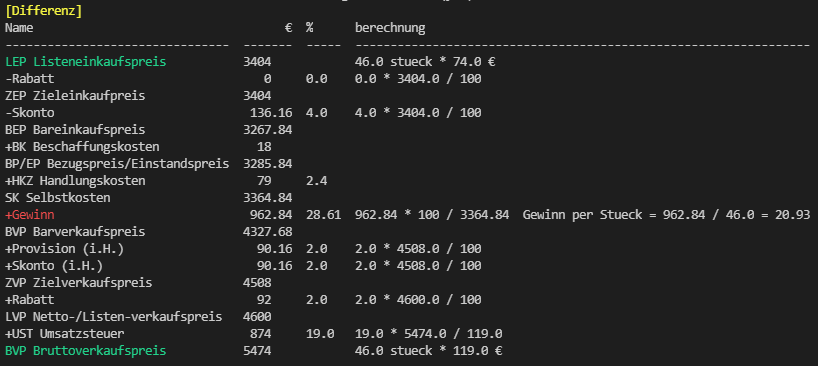 [Differenz]
Name € % berechnung
-------------------------------- ------- ----- -----------------------------------------------------------------
LEP Listeneinkaufspreis 3404 46.0 stueck * 74.0 €
-Rabatt 0 0.0 0.0 * 3404.0 / 100
ZEP Zieleinkaufpreis 3404
-Skonto 136.16 4.0 4.0 * 3404.0 / 100
BEP Bareinkaufspreis 3267.84
+BK Beschaffungskosten 18
BP/EP Bezugspreis/Einstandspreis 3285.84
+HKZ Handlungskosten 79 2.4
SK Selbstkosten 3364.84
+Gewinn 962.84 28.61 962.84 * 100 / 3364.84 Gewinn per Stueck = 962.84 / 46.0 = 20.93
BVP Barverkaufspreis 4327.68
+Provision (i.H.) 90.16 2.0 2.0 * 4508.0 / 100
+Skonto (i.H.) 90.16 2.0 2.0 * 4508.0 / 100
ZVP Zielverkaufspreis 4508
+Rabatt 92 2.0 2.0 * 4600.0 / 100
LVP Netto-/Listen-verkaufspreis 4600
+UST Umsatzsteuer 874 19.0 19.0 * 5474.0 / 119.0
BVP Bruttoverkaufspreis 5474 46.0 stueck * 119.0 €